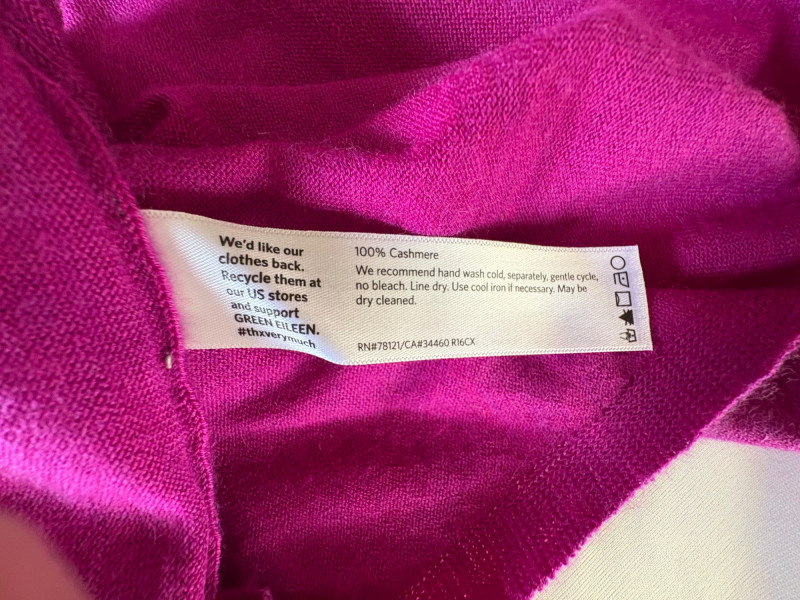 We'd like our
clothes back.
Recycle them at
our US stores
and support
GREEN EILEEN.
#thxverymuch
100% Cashmere
We recommend hand wash cold, separately, gentle cycle,
no bleach. Line dry. Use cool iron if necessary. May be
dry cleaned.
RN#78121/CA#34460 R16CX